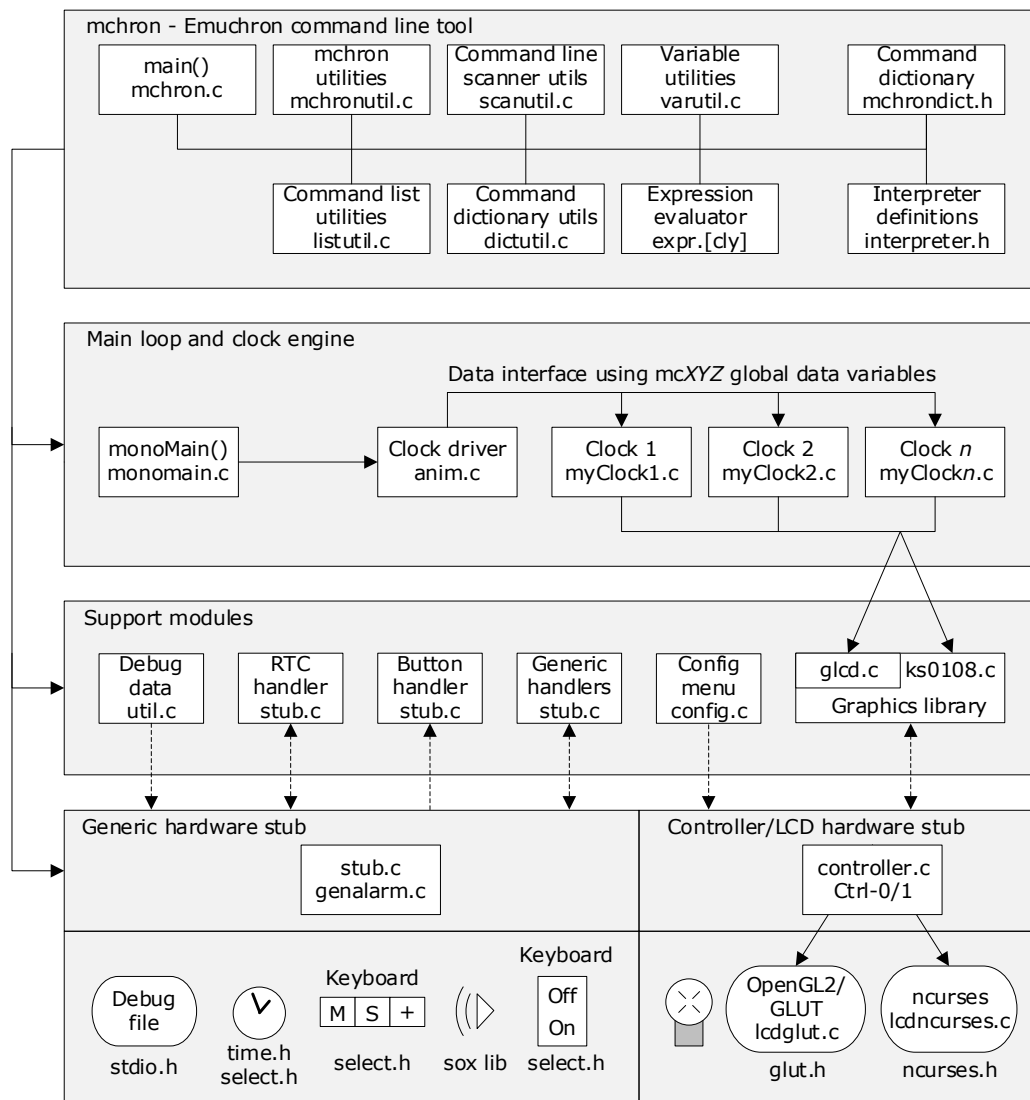 mchron - Emuchron command line tool
main()
mchron.c
mchron
utilities
mchronutil.c
Command line
scanner utils
scanutil.c
Variable
utilities
varutil.c
Command
dictionary
mchrondict.h
Command list
utilities
listutil.c
Command
dictionary utils
dictutil.c
Expression
evaluator
expr.[cly]
Interpreter
definitions
interpreter.h
Main loop and clock engine
Data interface using mcXYZ global data variables
monoMain()
monomain.c
Clock driver
anim.c
Clock 1
myClock1.c
Clock 2
myClock2.c
Clock n
myClockn.c
Support modules
Debug
data
util.c
RTC
handler
stub.c
Button
handler
stub.c
Generic
handlers
stub.c
Config
menu
config.c
glcd.c
ks0108.c
Graphics library
Generic hardware stub
stub.c
genalarm.c
Controller/LCD hardware stub
controller.c
Ctrl-0/1
Debug
file
stdio.h
time.h
select.h
Keyboard
M S +
select.h
sox lib
Keyboard
Off
On
select.h
OpenGL2/
GLUT
lcdglut.c
glut.h
ncurses
lcdncurses.c
ncurses.h